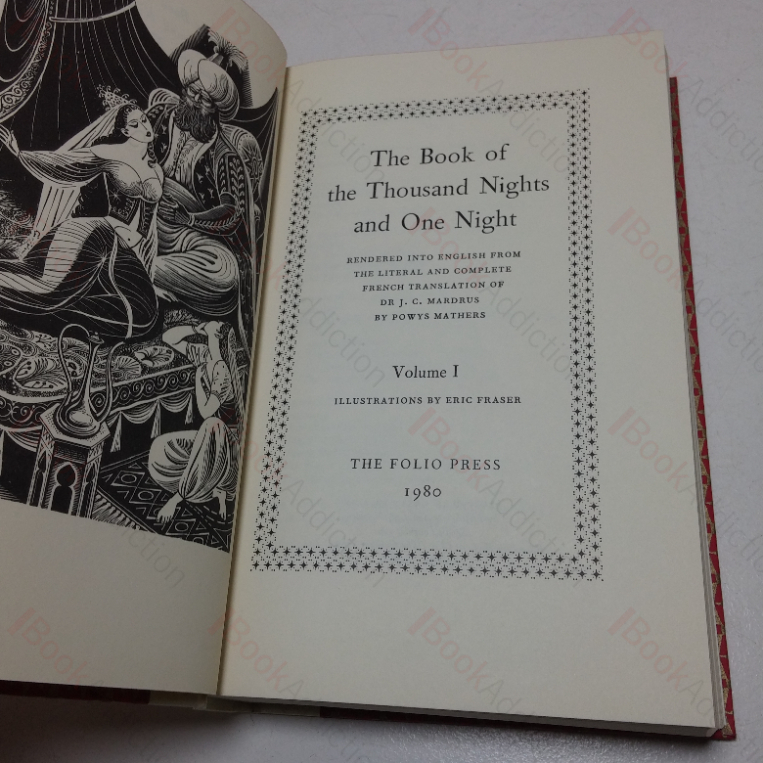 The Book of
the Thousand Nights
and One Night
RENDERED INTO ENGLISH FROM
THE LITERAL AND COMPLETE
FRENCH TRANSLATION OF
DR J. C. MARDRUS
BY POWYS MATHERS
Volume I
ILLUSTRATIONS BY ERIC FRASER
THE FOLIO PRESS
1980
BookAddiction